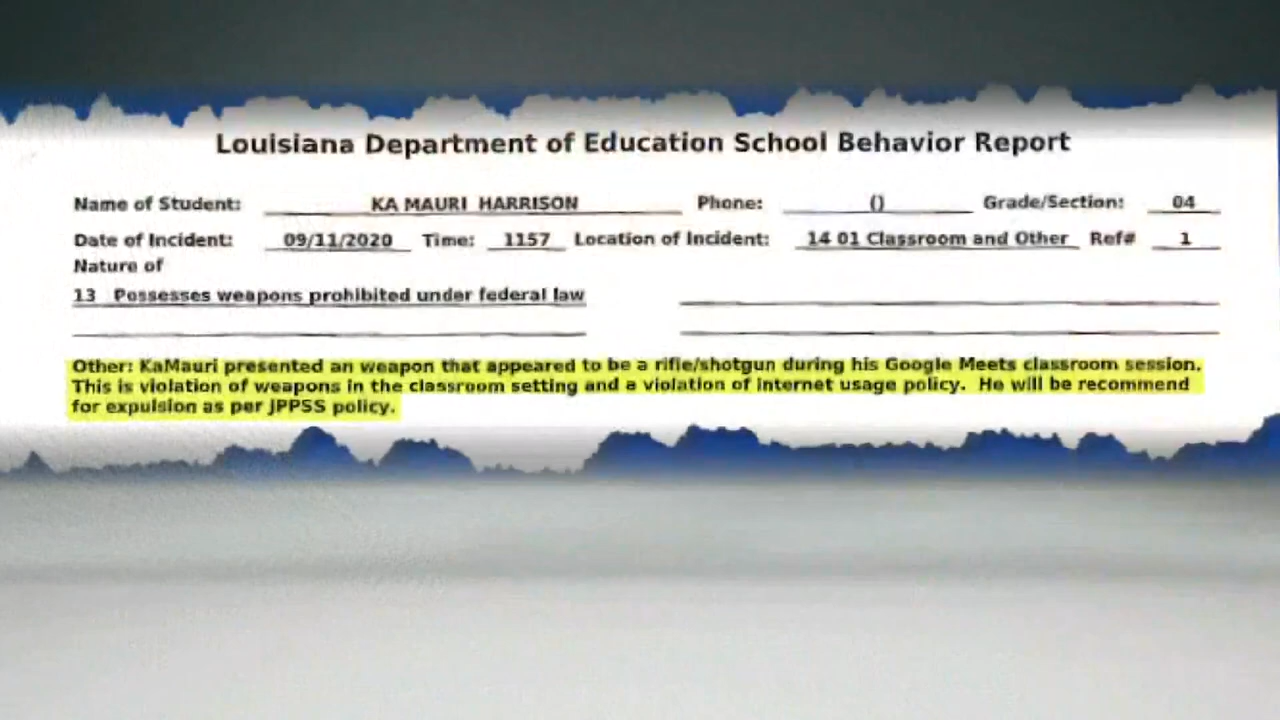 Louisiana Department of Education School Behavior Report
Name of Student: KA MAURI HARRISON Phone: () Grade/Section: 04
Date of Incident: 09/11/2020 Time: 1157 Location of Incident: 14 01 Classroom and Other Ref# 1
Nature of
13 Possesses weapons prohibited under federal law
Other: KaMauri presented an weapon that appeared to be a rifle/shotgun during his Google Meets classroom session.
This is violation of weapons in the classroom setting and a violation of internet usage policy. He will be recommend
for expulsion as per JPPSS policy.